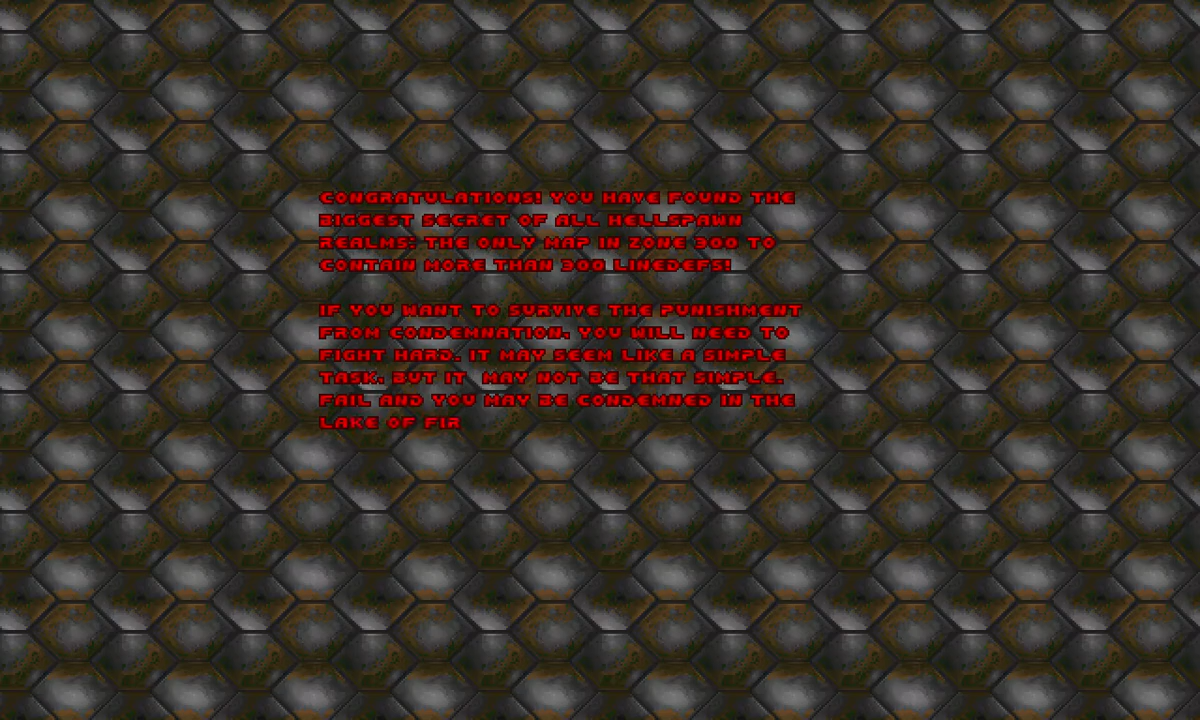 CONGRATULATIONS! YOU HAVE FOUND THE
BIGGEST SECRET OF ALL HELLSPAWN
REALMS: THE ONLY MAP IN ZONE 300 TO
CONTAIN MORE THAN 300 LINEDEFS!
IF YOU WANT TO SURVIVE THE PUNISHMENT
FROM CONDEMNATION, YOU WILL NEED TO
FIGHT HARD. IT MAY SEEM LIKE A SIMPLE
TASK, BUT IT  MAY NOT BE THAT SIMPLE.
FAIL AND YOU MAY BE CONDEMNED IN THE
LAKE OF FIR